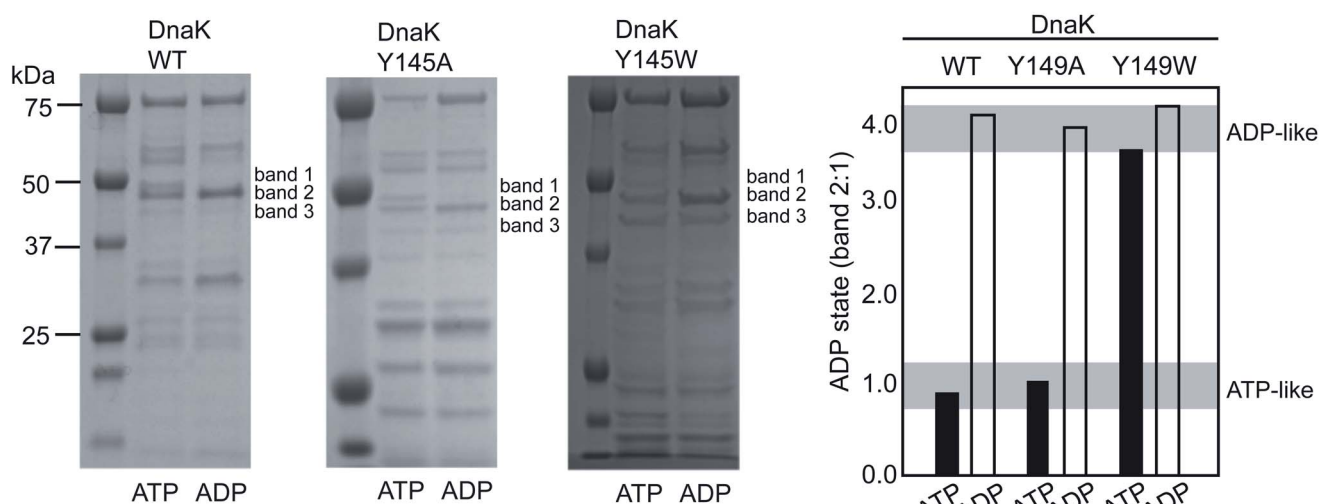 DnaK
WT
DnaK
Y145A
DnaK
Y145W
kDa
75
50
37
25
band 1
band 2
band 3
band 1
band 2
band 3
band 1
band 2
band 3
ATP ADP
ATP ADP
ATP ADP
DnaK
WT Y149A Y149W
ADP state (band 2:1)
4.0
3.0
2.0
1.0
0.0
ADP-like
ATP-like
ATP ADP ATP ADP ATP ADP